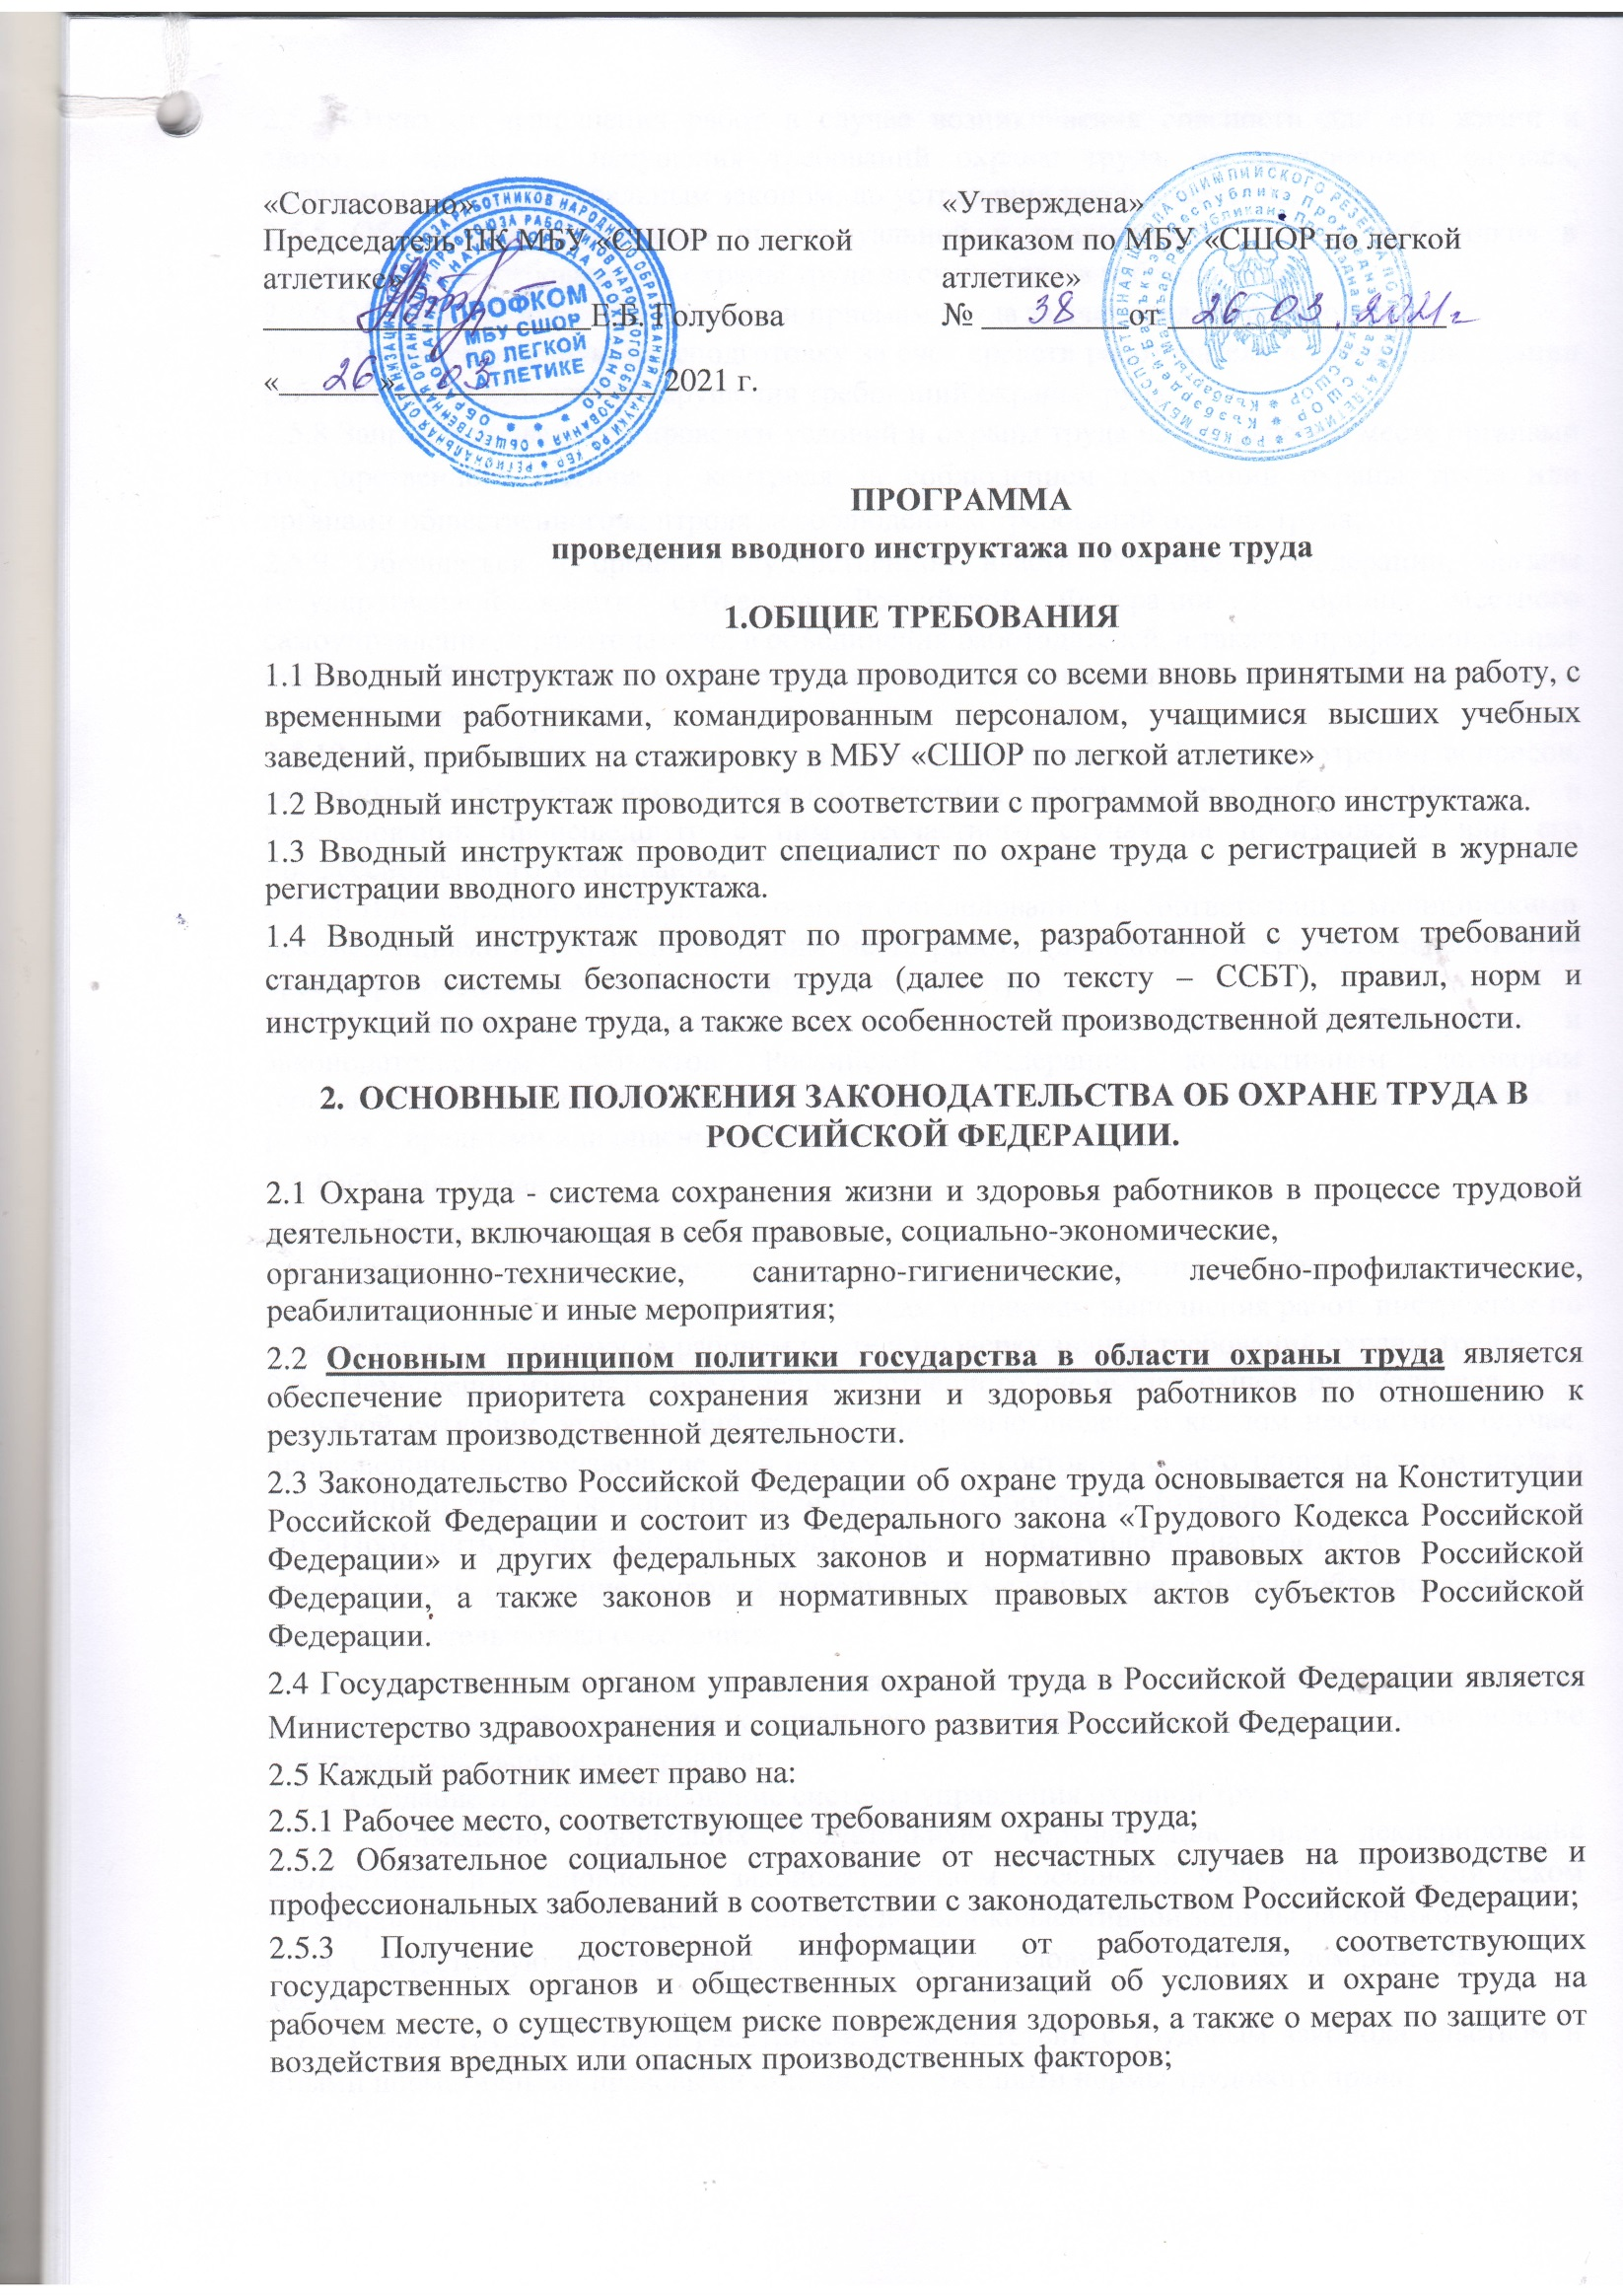 «Согласовано»
Председатель ПК МБУ «СШОР по легкой
атлетике»
Е.Б. Голубова
« 26 » 03 2021 г.
ПРОФКОМ
МБУ СШОР
ПО ЛЕГКОЙ
АТЛЕТИКЕ
«Утверждена»
приказом по МБУ «СШОР по легкой
атлетике»
№ 38 от 26.03.2021г
ПРОГРАММА
проведения вводного инструктажа по охране труда
1.ОБЩИЕ ТРЕБОВАНИЯ
1.1 Вводный инструктаж по охране труда проводится со всеми вновь принятыми на работу, с
временными работниками, командированным персоналом, учащимися высших учебных
заведений, прибывших на стажировку в МБУ «СШОР по легкой атлетике»
1.2 Вводный инструктаж проводится в соответствии с программой вводного инструктажа.
1.3 Вводный инструктаж проводит специалист по охране труда с регистрацией в журнале
регистрации вводного инструктажа.
1.4 Вводный инструктаж проводят по программе, разработанной с учетом требований
стандартов системы безопасности труда (далее по тексту – ССБТ), правил, норм и
инструкций по охране труда, а также всех особенностей производственной деятельности.
2. ОСНОВНЫЕ ПОЛОЖЕНИЯ ЗАКОНОДАТЕЛЬСТВА ОБ ОХРАНЕ ТРУДА В
РОССИЙСКОЙ ФЕДЕРАЦИИ.
2.1 Охрана труда - система сохранения жизни и здоровья работников в процессе трудовой
деятельности, включающая в себя правовые, социально-экономические,
организационно-технические, санитарно-гигиенические, лечебно-профилактические,
реабилитационные и иные мероприятия;
2.2 Основным принципом политики государства в области охраны труда является
обеспечение приоритета сохранения жизни и здоровья работников по отношению к
результатам производственной деятельности.
2.3 Законодательство Российской Федерации об охране труда основывается на Конституции
Российской Федерации и состоит из Федерального закона «Трудового Кодекса Российской
Федерации» и других федеральных законов и нормативно правовых актов Российской
Федерации, а также законов и нормативных правовых актов субъектов Российской
Федерации.
2.4 Государственным органом управления охраной труда в Российской Федерации является
Министерство здравоохранения и социального развития Российской Федерации.
2.5 Каждый работник имеет право на:
2.5.1 Рабочее место, соответствующее требованиям охраны труда;
2.5.2 Обязательное социальное страхование от несчастных случаев на производстве и
профессиональных заболеваний в соответствии с законодательством Российской Федерации;
2.5.3 Получение достоверной информации от работодателя, соответствующих
государственных органов и общественных организаций об условиях и охране труда на
рабочем месте, о существующем риске повреждения здоровья, а также о мерах по защите от
воздействия вредных или опасных производственных факторов;